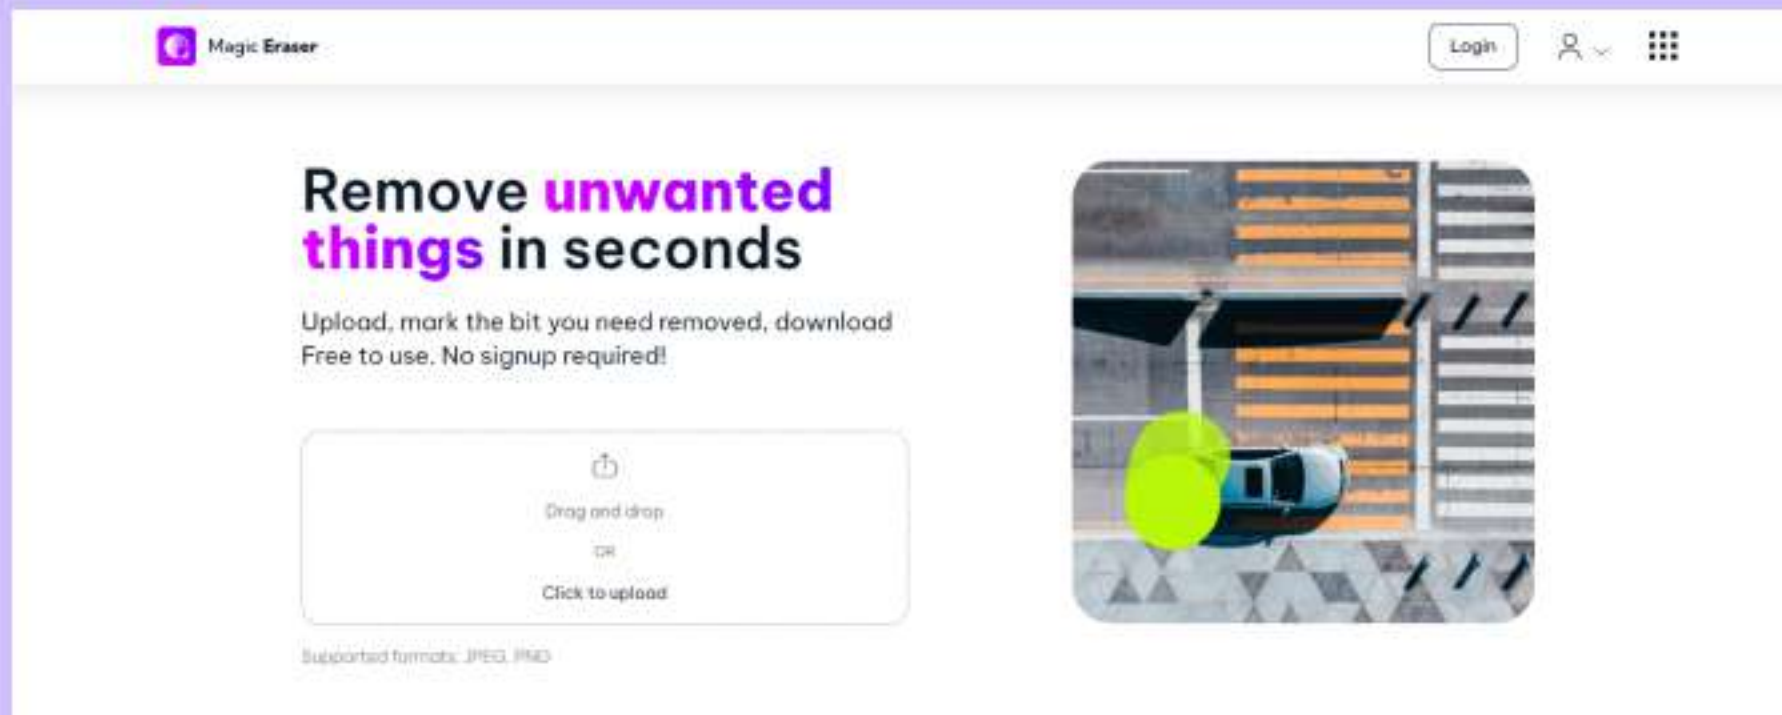 Magic Eraser
Login
Remove unwanted
things in seconds
Upload, mark the bit you need removed, download
Free to use. No signup required!
Drag and drop
OR
Click to upload
Supported formats: JPEG, PNG